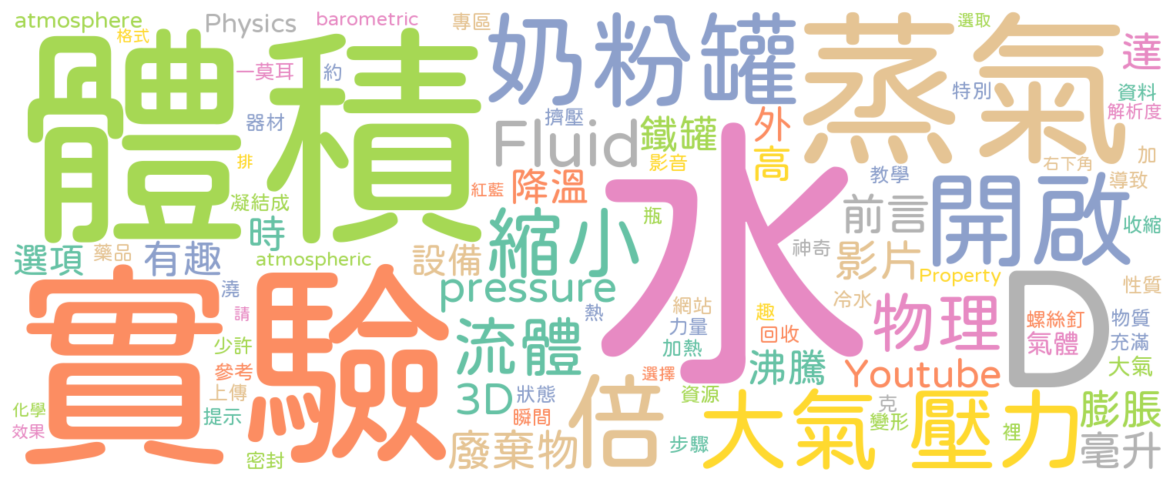 atmosphere
Physics
barometric
專區
奶粉罐
蒸氣
選取
達
格式
體積
一莫耳
約
器材
排
擠壓
Fluid
鐵罐
影音
外
高
特別
資料
解析度
加
右下角
導致
教學
紅藍
降溫
水
凝結成
時
縮小
瓶
前言
開啟
收縮
選項
藥品
有趣
atmospheric
設備
神奇
影片
Property
性質
pressure
澆
請
實驗
網站
熱
力量
趣
回收
冷水
物理
D
螺絲釘
氣體
物質
充滿
少許
流體
加熱
沸騰
大氣
參考
上傳
3D
狀態
選擇
資源
Youtube
化學
效果
提示
瞬間
倍
大氣壓力
克
變形
裡
膨脹
密封
廢棄物
步驟
毫升